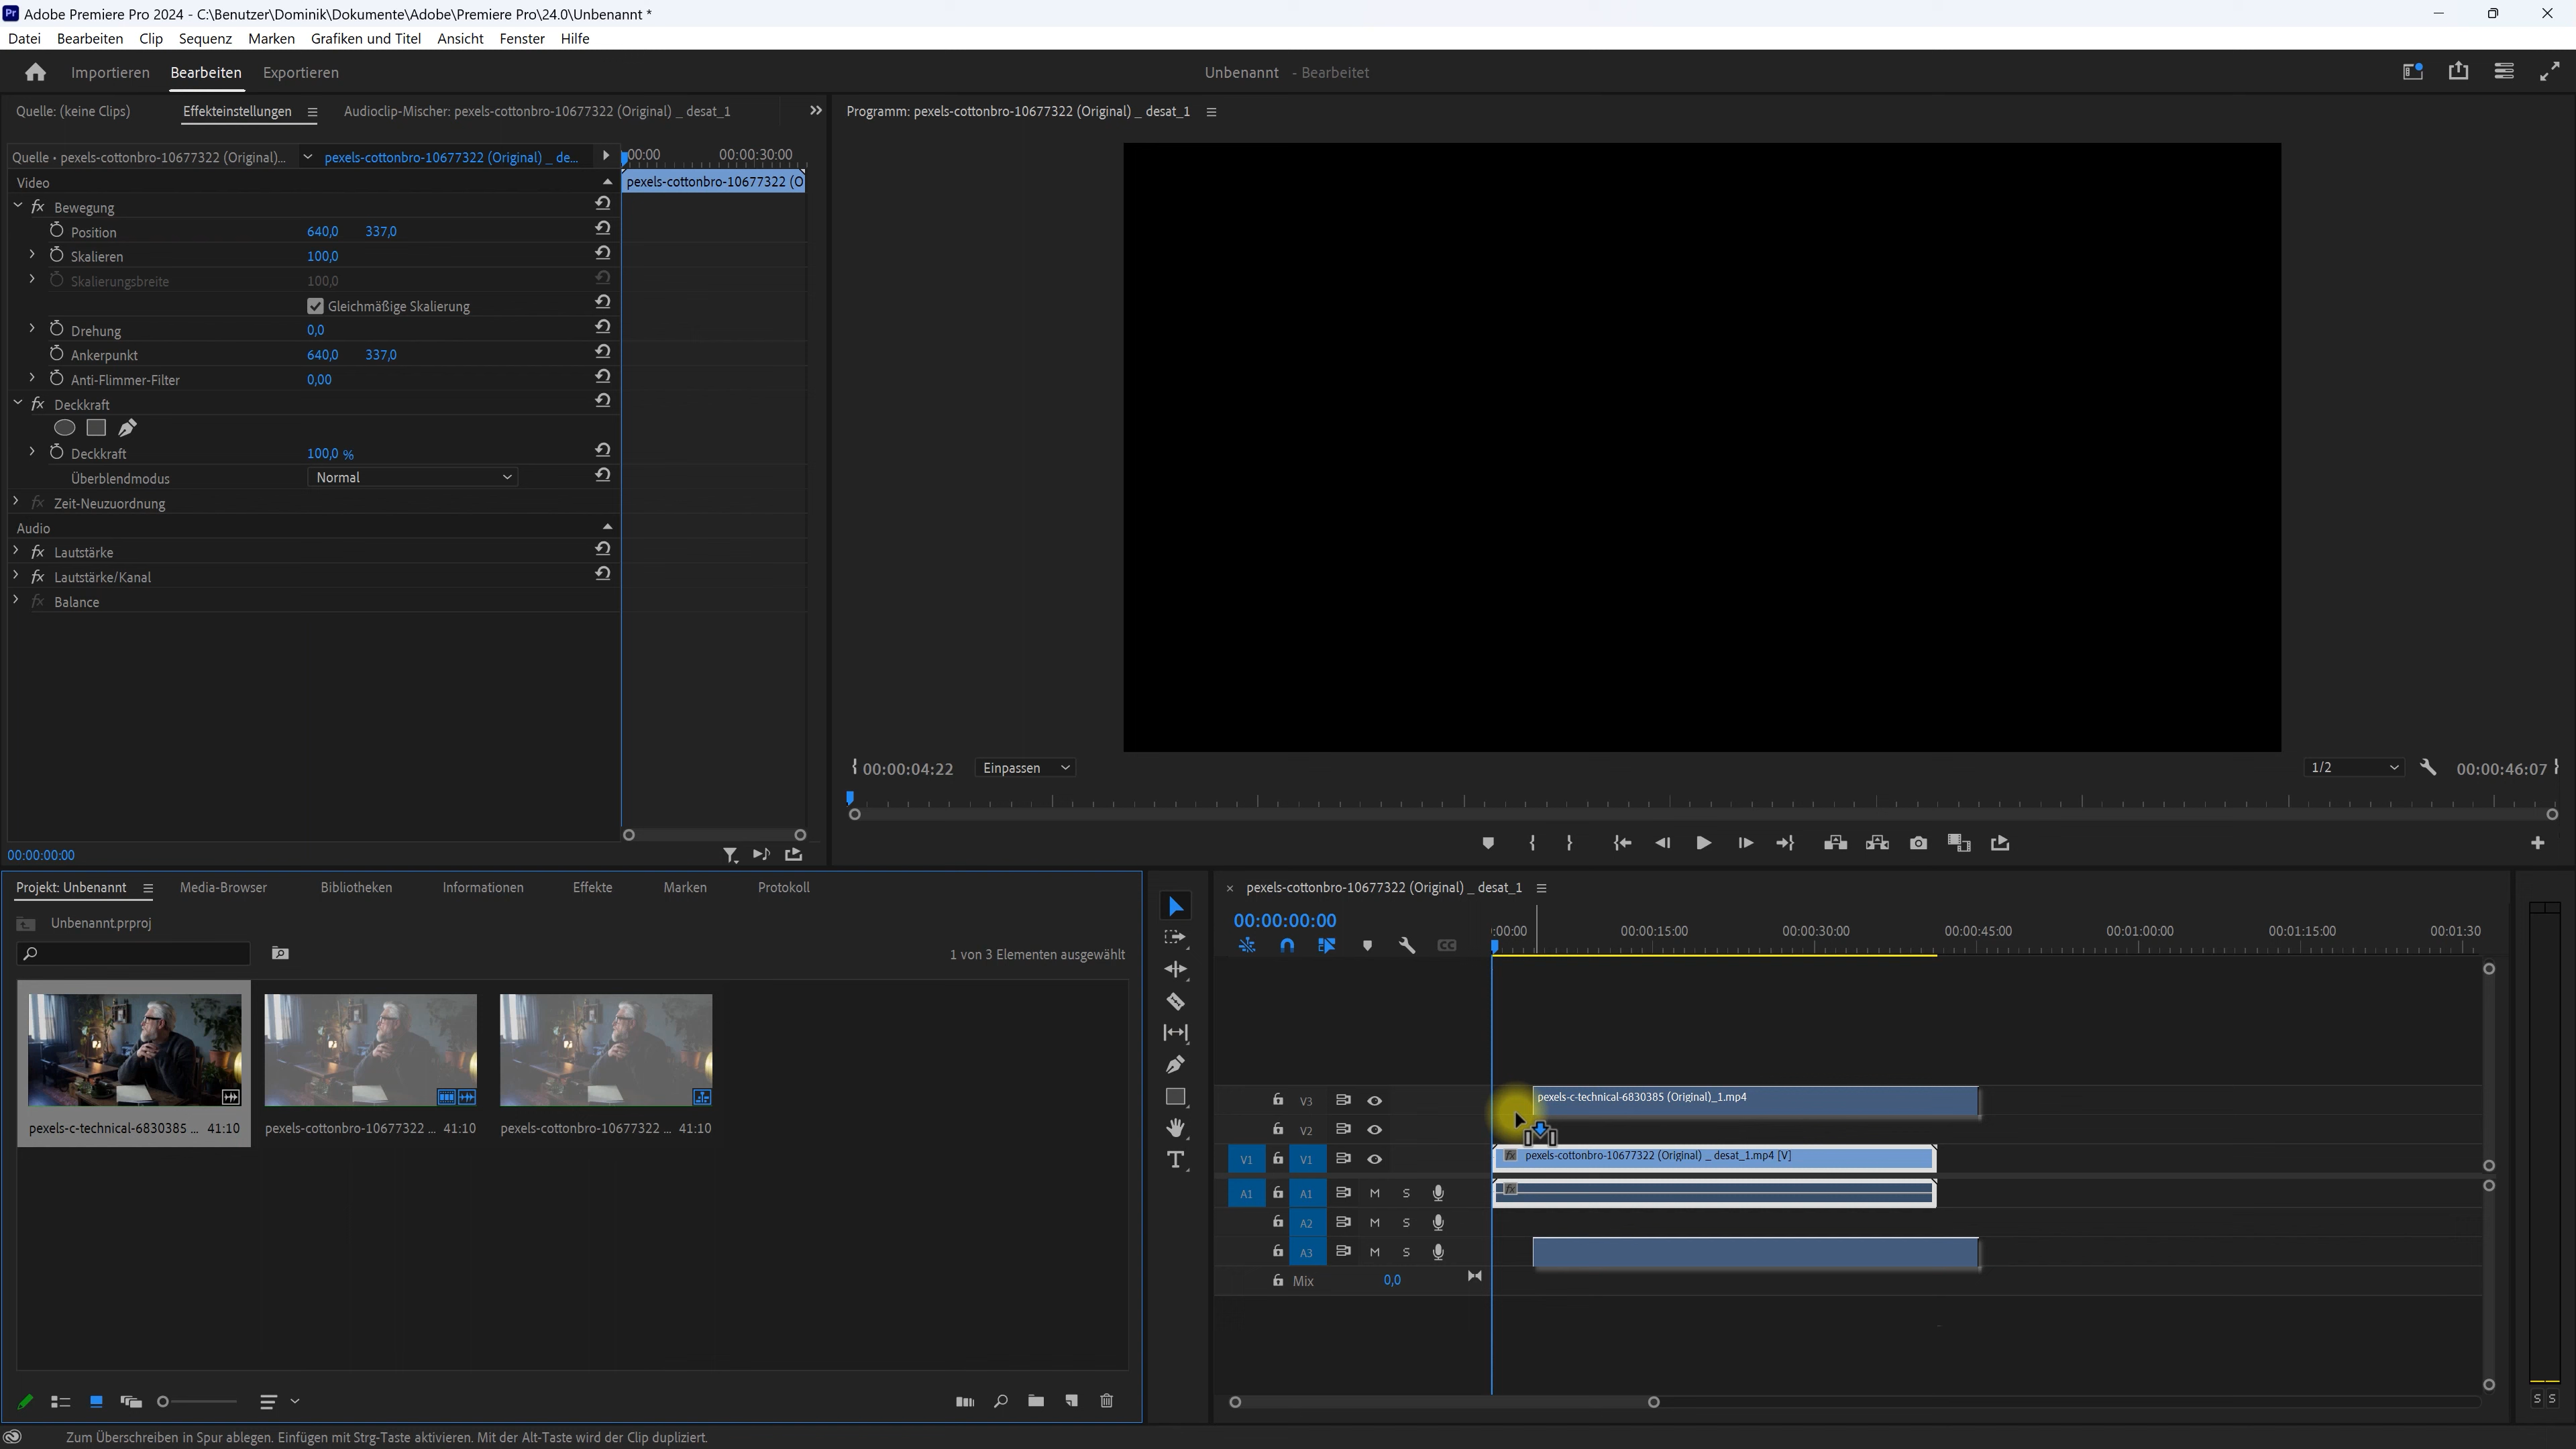 Pr Adobe Premiere Pro 2024 - C:\Benutzer\Dominik\Dokumente\Adobe\Premiere Pro\24.0\Unbenannt *
Datei Bearbeiten Clip Sequenz Marken Grafiken und Titel Ansicht Fenster Hilfe
Importieren Bearbeiten Exportieren Unbenannt - Bearbeitet
Quelle: (keine Clips) Effekteinstellungen Audioclip-Mischer: pexels-cottonbro-10677322 (Original) _ desat_1
Programm: pexels-cottonbro-10677322 (Original) _ desat_1
Quelle • pexels-cottonbro-10677322 (Original)... pexels-cottonbro-10677322 (Original) _ de... :00:00 00:00:30:00
Video pexels-cottonbro-10677322 (O
fx Bewegung
Position 640,0 337,0
Skalieren 100,0
Skalierungsbreite 100,0
Gleichmäßige Skalierung
Drehung 0,0
Ankerpunkt 640,0 337,0
Anti-Flimmer-Filter 0,00
fx Deckkraft
Deckkraft 100,0 %
Überblendmodus Normal
fx Zeit-Neuzuordnung
Audio
fx Lautstärke
fx Lautstärke/Kanal
fx Balance
00:00:00:00
00:00:04:22 Einpassen 1/2 00:00:46:07
Projekt: Unbenannt Media-Browser Bibliotheken Informationen Effekte Marken Protokoll
Unbenannt.prproj
1 von 3 Elementen ausgewählt
pexels-c-technical-6830385 ... 41:10 pexels-cottonbro-10677322 ... 41:10 pexels-cottonbro-10677322 ... 41:10
pexels-cottonbro-10677322 (Original) _ desat_1
00:00:00:00
:00:00 00:00:15:00 00:00:30:00 00:00:45:00 00:01:00:00 00:01:15:00 00:01:30
CC
V3 pexels-c-technical-6830385 (Original)_1.mp4
V2
V1 V1 fx pexels-cottonbro-10677322 (Original) _ desat_1.mp4 [V]
A1 A1 M S fx
A2 M S
A3 M S
Mix 0,0
S S
Zum Überschreiben in Spur ablegen. Einfügen mit Strg-Taste aktivieren. Mit der Alt-Taste wird der Clip dupliziert.